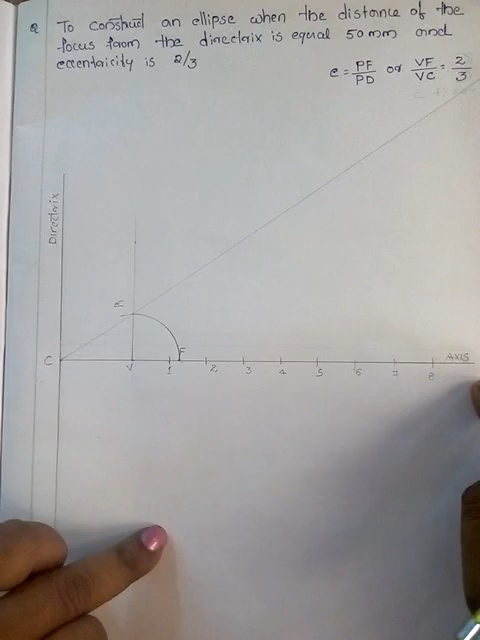 Q To construct an ellipse when the distance of the
focus from the directrix is equal 50 mm and
eccentricity is 2/3
e = PF/PD or VF/VC = 2/3
Directrix
E
F
C V 1 2 3 4 5 6 7 8 AXIS